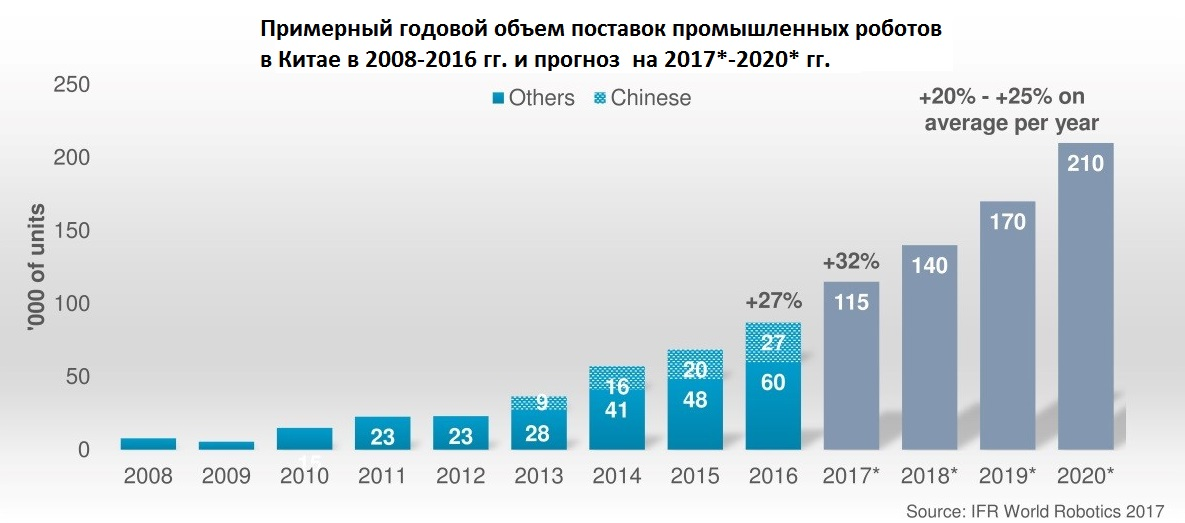 Примерный годовой объем поставок промышленных роботов
в Китае в 2008-2016 гг. и прогноз на 2017*-2020* гг.
250
Others Chinese
+20% - +25% on
average per year
200
210
150
170
'000 of units
+32%
140
100
+27%
115
27
50
20
60
16
48
9
41
23
23
28
0
15
2008 2009 2010 2011 2012 2013 2014 2015 2016 2017* 2018* 2019* 2020*
Source: IFR World Robotics 2017